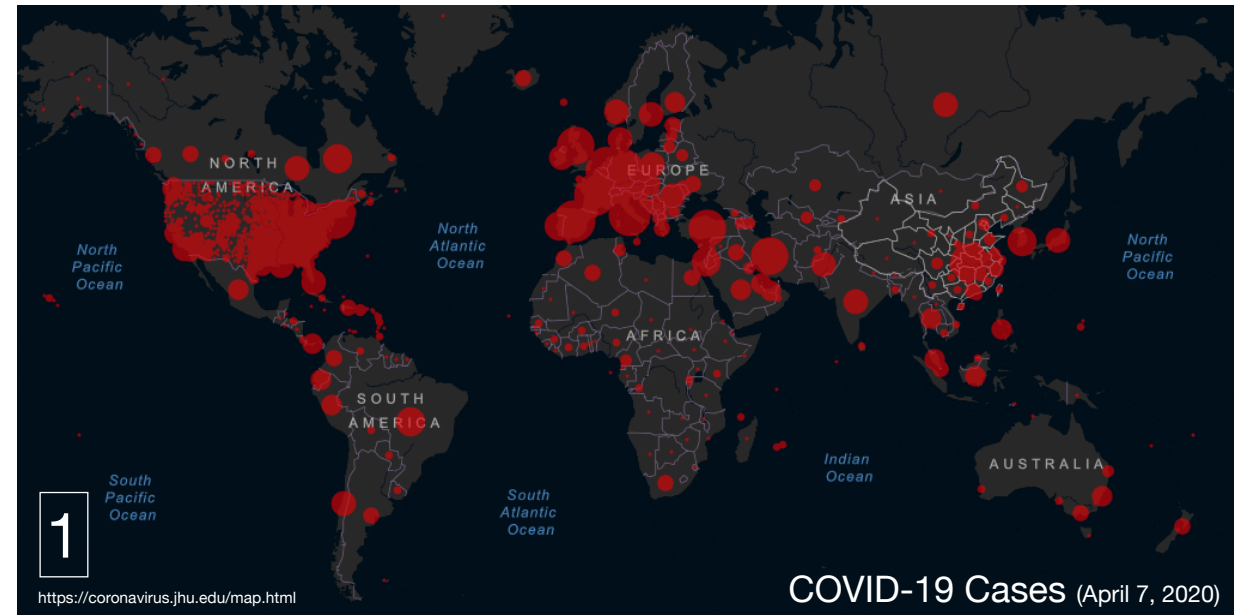 NORTH
AMERICA
EUROPE
ASIA
North
Pacific
Ocean
North
Atlantic
Ocean
North
Pacific
Ocean
AFRICA
SOUTH
AMERICA
Indian
Ocean
AUSTRALIA
South
Pacific
Ocean
South
Atlantic
Ocean
1
https://coronavirus.jhu.edu/map.html
COVID-19 Cases (April 7, 2020)